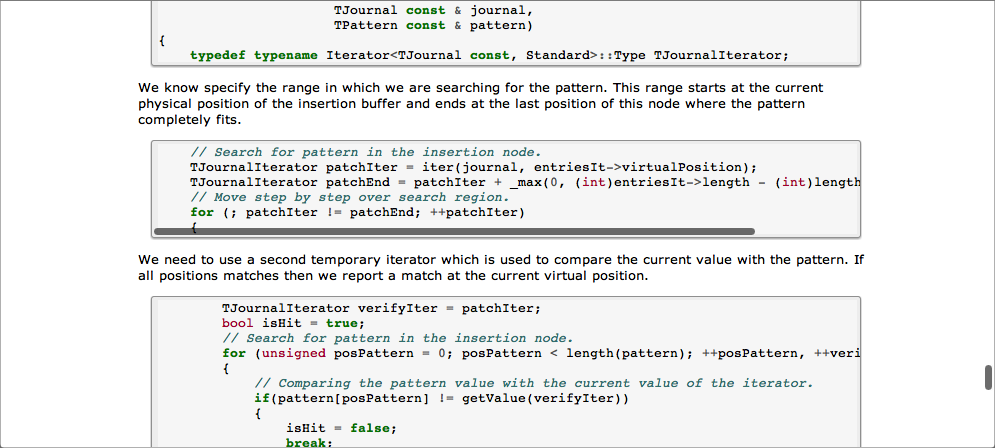 TJournal const & journal,
TPattern const & pattern)
{
typedef typename Iterator<TJournal const, Standard>::Type TJournalIterator;
We know specify the range in which we are searching for the pattern. This range starts at the current
physical position of the insertion buffer and ends at the last position of this node where the pattern
completely fits.
// Search for pattern in the insertion node.
TJournalIterator patchIter = iter(journal, entriesIt->virtualPosition);
TJournalIterator patchEnd = patchIter + _max(0, (int)entriesIt->length - (int)length
// Move step by step over search region.
for (; patchIter != patchEnd; ++patchIter)
{
We need to use a second temporary iterator which is used to compare the current value with the pattern. If
all positions matches then we report a match at the current virtual position.
TJournalIterator verifyIter = patchIter;
bool isHit = true;
// Search for pattern in the insertion node.
for (unsigned posPattern = 0; posPattern < length(pattern); ++posPattern, ++veri
{
// Comparing the pattern value with the current value of the iterator.
if(pattern[posPattern] != getValue(verifyIter))
{
isHit = false;
break;